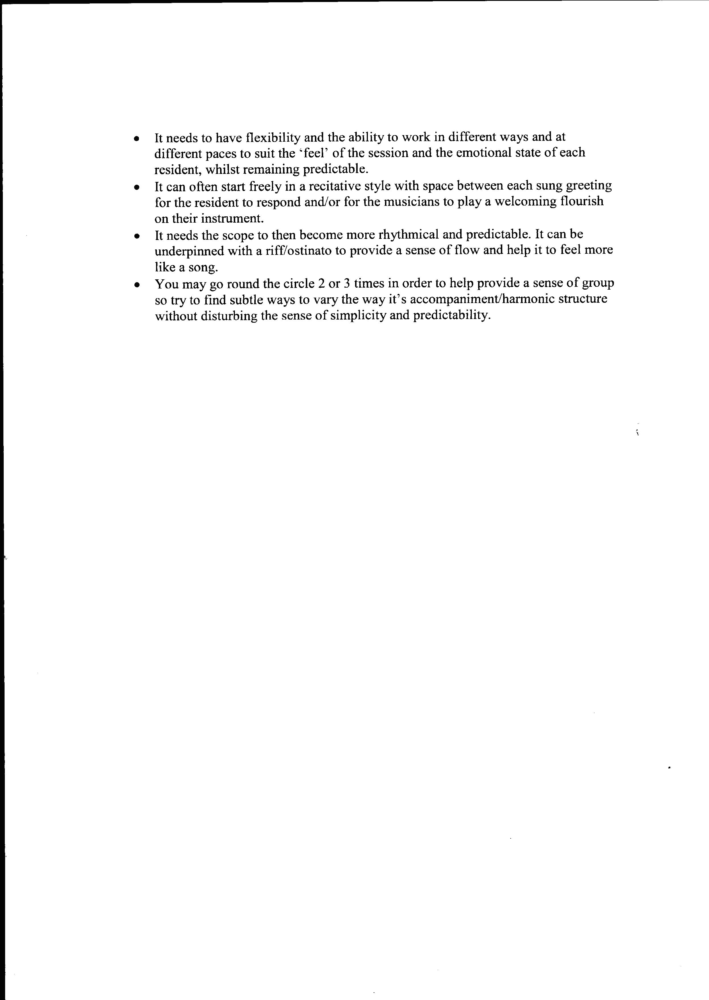 • It needs to have flexibility and the ability to work in different ways and at
different paces to suit the ‘feel’ of the session and the emotional state of each
resident, whilst remaining predictable.
• It can often start freely in a recitative style with space between each sung greeting
for the resident to respond and/or for the musicians to play a welcoming flourish
on their instrument.
• It needs the scope to then become more rhythmical and predictable. It can be
underpinned with a riff/ostinato to provide a sense of flow and help it to feel more
like a song.
• You may go round the circle 2 or 3 times in order to help provide a sense of group
so try to find subtle ways to vary the way it’s accompaniment/harmonic structure
without disturbing the sense of simplicity and predictability.